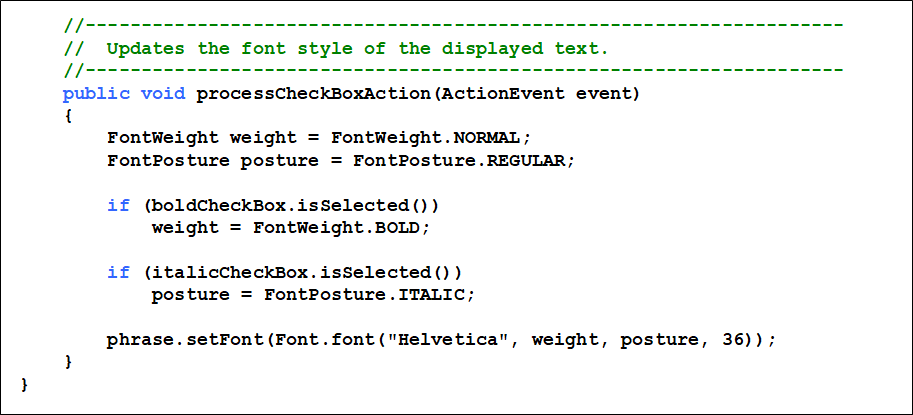 //--------------------------------------------------------------------
//  Updates the font style of the displayed text.
//--------------------------------------------------------------------
public void processCheckBoxAction(ActionEvent event)
{
    FontWeight weight = FontWeight.NORMAL;
    FontPosture posture = FontPosture.REGULAR;

    if (boldCheckBox.isSelected())
        weight = FontWeight.BOLD;

    if (italicCheckBox.isSelected())
        posture = FontPosture.ITALIC;

    phrase.setFont(Font.font("Helvetica", weight, posture, 36));
}
}